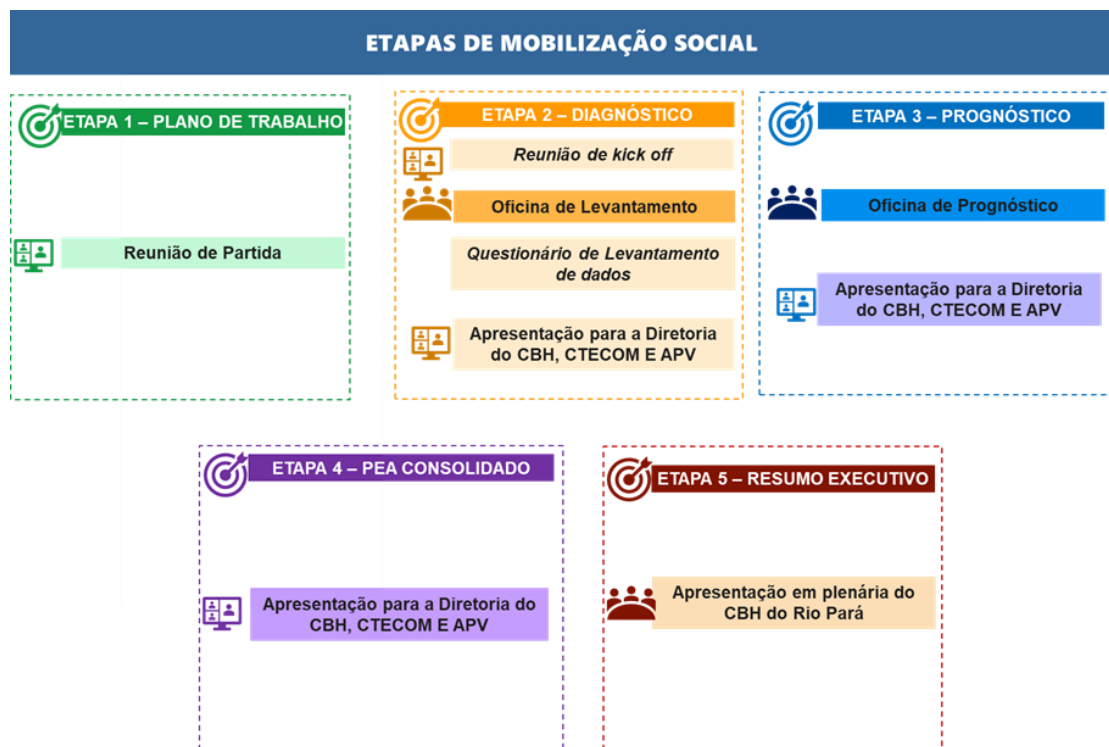 ETAPAS DE MOBILIZAÇÃO SOCIAL
ETAPA 1 – PLANO DE TRABALHO
Reunião de Partida
ETAPA 2 – DIAGNÓSTICO
Reunião de kick off
Oficina de Levantamento
Questionário de Levantamento
de dados
Apresentação para a Diretoria
do CBH, CTECOM E APV
ETAPA 3 – PROGNÓSTICO
Oficina de Prognóstico
Apresentação para a Diretoria
do CBH, CTECOM E APV
ETAPA 4 – PEA CONSOLIDADO
Apresentação para a Diretoria do
CBH, CTECOM E APV
ETAPA 5 – RESUMO EXECUTIVO
Apresentação em plenária do
CBH do Rio Pará